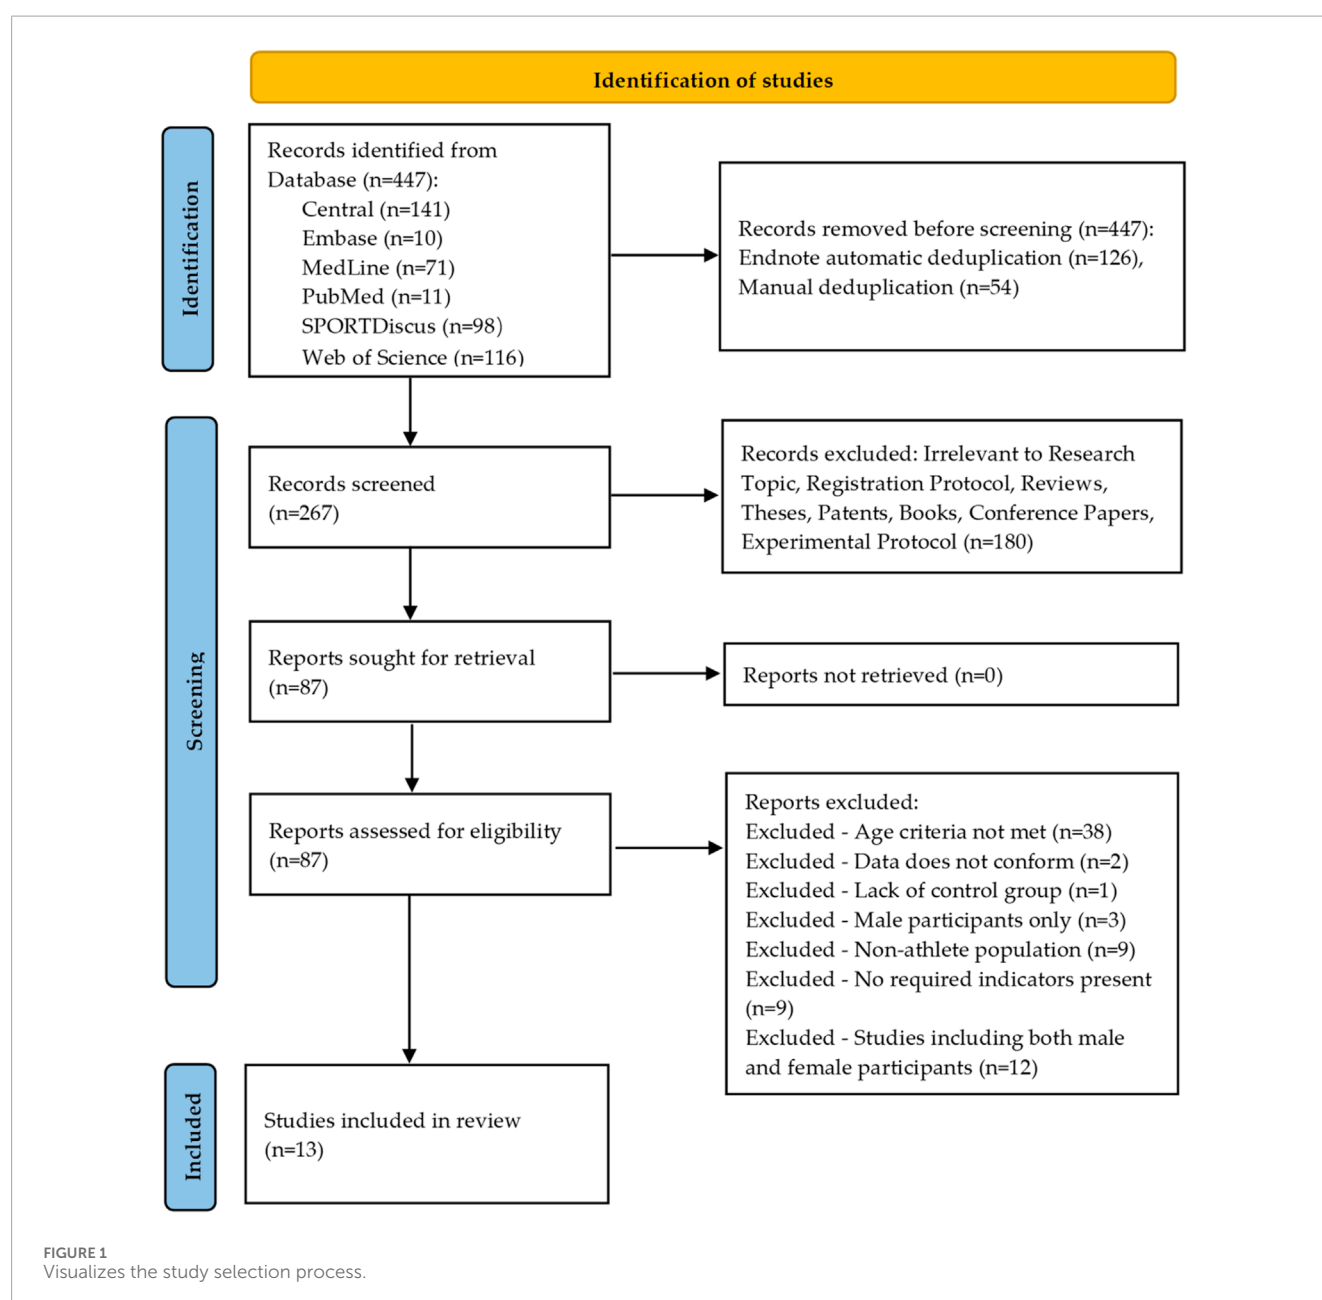 Identification of studies
Identification
Records identified from
Database (n=447):
Central (n=141)
Embase (n=10)
MedLine (n=71)
PubMed (n=11)
SPORTDiscus (n=98)
Web of Science (n=116)
Records removed before screening (n=447):
Endnote automatic deduplication (n=126),
Manual deduplication (n=54)
Screening
Records screened
(n=267)
Records excluded: Irrelevant to Research
Topic, Registration Protocol, Reviews,
Theses, Patents, Books, Conference Papers,
Experimental Protocol (n=180)
Reports sought for retrieval
(n=87)
Reports not retrieved (n=0)
Reports assessed for eligibility
(n=87)
Reports excluded:
Excluded - Age criteria not met (n=38)
Excluded - Data does not conform (n=2)
Excluded - Lack of control group (n=1)
Excluded - Male participants only (n=3)
Excluded - Non-athlete population (n=9)
Excluded - No required indicators present
(n=9)
Excluded - Studies including both male
and female participants (n=12)
Included
Studies included in review
(n=13)
FIGURE 1
Visualizes the study selection process.